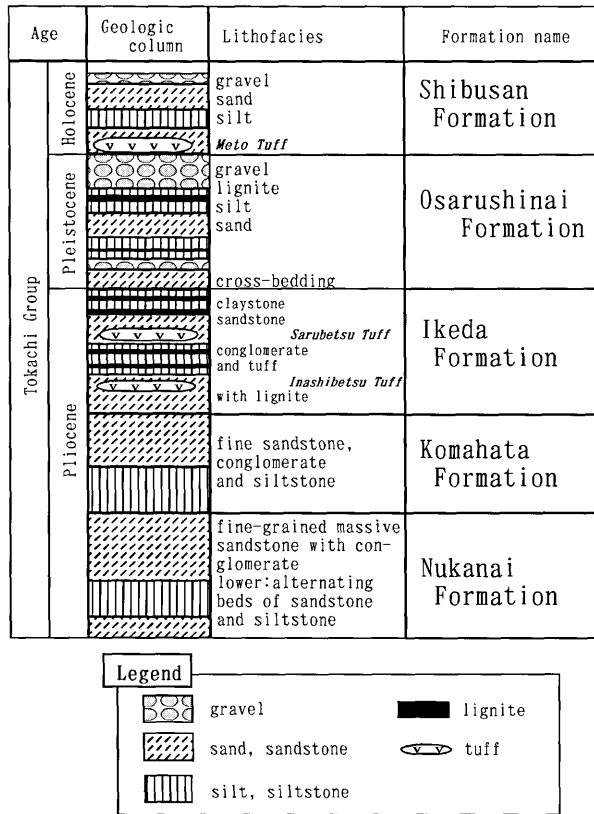 Age
Geologic
column
Lithofacies
Formation name
Tokachi Group
Holocene
gravel
sand
silt
Meto Tuff
Shibusan
Formation
Pleistocene
gravel
lignite
silt
sand
cross-bedding
Osarushinai
Formation
Pliocene
claystone
sandstone
Sarubetsu Tuff
conglomerate
and tuff
Inashibetsu Tuff
with lignite
Ikeda
Formation
fine sandstone,
conglomerate
and siltstone
Komahata
Formation
fine-grained massive
sandstone with con-
glomerate
lower:alternating
beds of sandstone
and siltstone
Nukanai
Formation
Legend
gravel
lignite
sand, sandstone
v v tuff
silt, siltstone